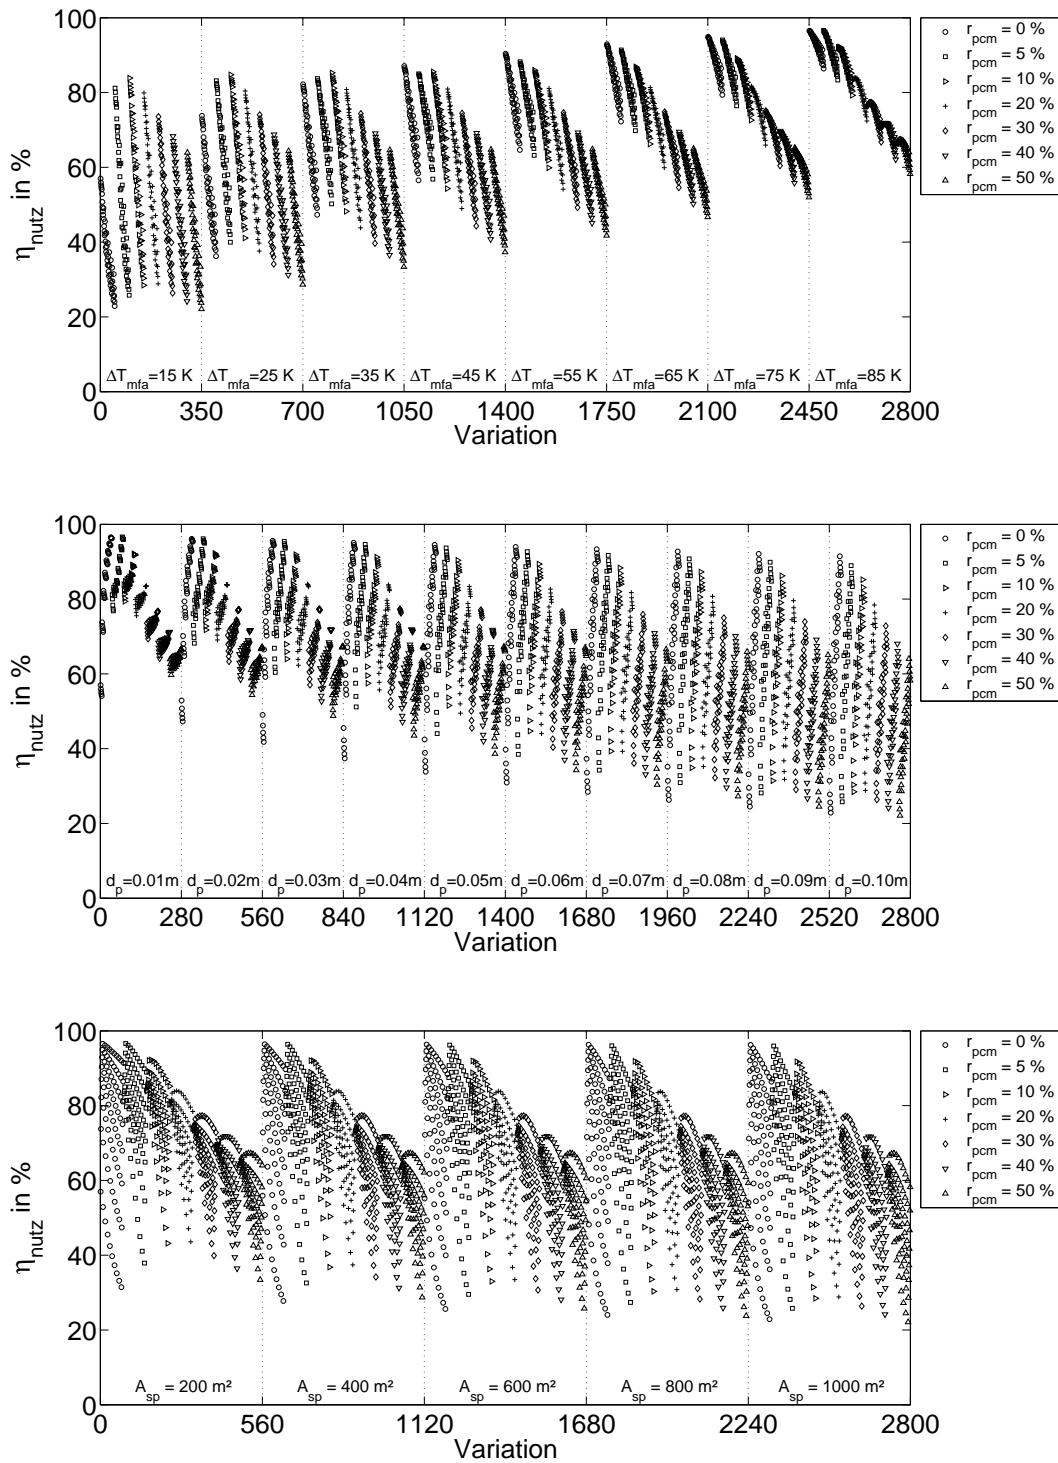 100
80
60
40
20
0
η_nutz in %
ΔT_mfa=15 K
ΔT_mfa=25 K
ΔT_mfa=35 K
ΔT_mfa=45 K
ΔT_mfa=55 K
ΔT_mfa=65 K
ΔT_mfa=75 K
ΔT_mfa=85 K
0 350 700 1050 1400 1750 2100 2450 2800
Variation
r_pcm = 0 %
r_pcm = 5 %
r_pcm = 10 %
r_pcm = 20 %
r_pcm = 30 %
r_pcm = 40 %
r_pcm = 50 %
100
80
60
40
20
0
η_nutz in %
d_p=0.01m
d_p=0.02m
d_p=0.03m
d_p=0.04m
d_p=0.05m
d_p=0.06m
d_p=0.07m
d_p=0.08m
d_p=0.09m
d_p=0.10m
0 280 560 840 1120 1400 1680 1960 2240 2520 2800
Variation
r_pcm = 0 %
r_pcm = 5 %
r_pcm = 10 %
r_pcm = 20 %
r_pcm = 30 %
r_pcm = 40 %
r_pcm = 50 %
100
80
60
40
20
0
η_nutz in %
A_sp = 200 m²
A_sp = 400 m²
A_sp = 600 m²
A_sp = 800 m²
A_sp = 1000 m²
0 560 1120 1680 2240 2800
Variation
r_pcm = 0 %
r_pcm = 5 %
r_pcm = 10 %
r_pcm = 20 %
r_pcm = 30 %
r_pcm = 40 %
r_pcm = 50 %